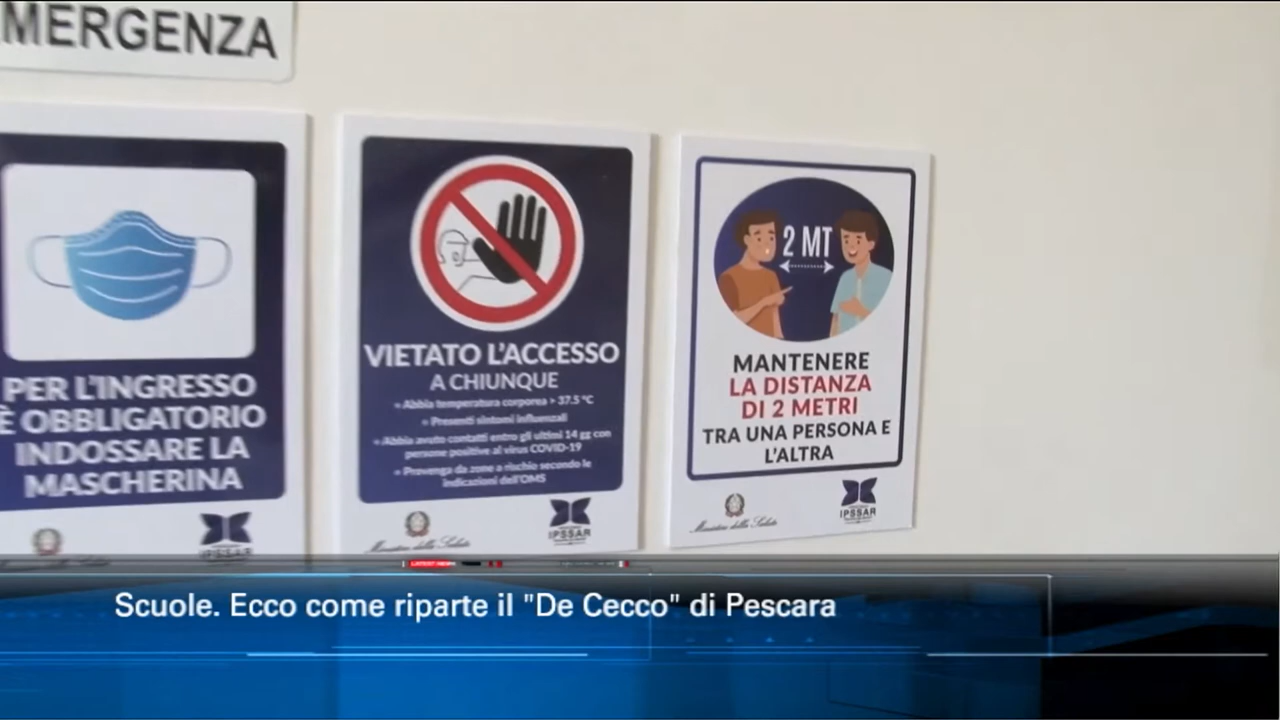 MERGENZA
PER L'INGRESSO
È OBBLIGATORIO
INDOSSARE LA
MASCHERINA
IPSSAR
VIETATO L'ACCESSO
A CHIUNQUE
• Abbia temperatura corporea > 37.5 °C
• Presenti sintomi influenzali
• Abbia avuto contatti entro gli ultimi 14 gg con
persone positive al virus COVID-19
• Provenga da zone a rischio secondo le
indicazioni dell'OMS
Ministero della Salute
IPSSAR
2 MT
MANTENERE
LA DISTANZA
DI 2 METRI
TRA UNA PERSONA E
L'ALTRA
Ministero della Salute
IPSSAR
LATEST NEWS
Scuole. Ecco come riparte il "De Cecco" di Pescara